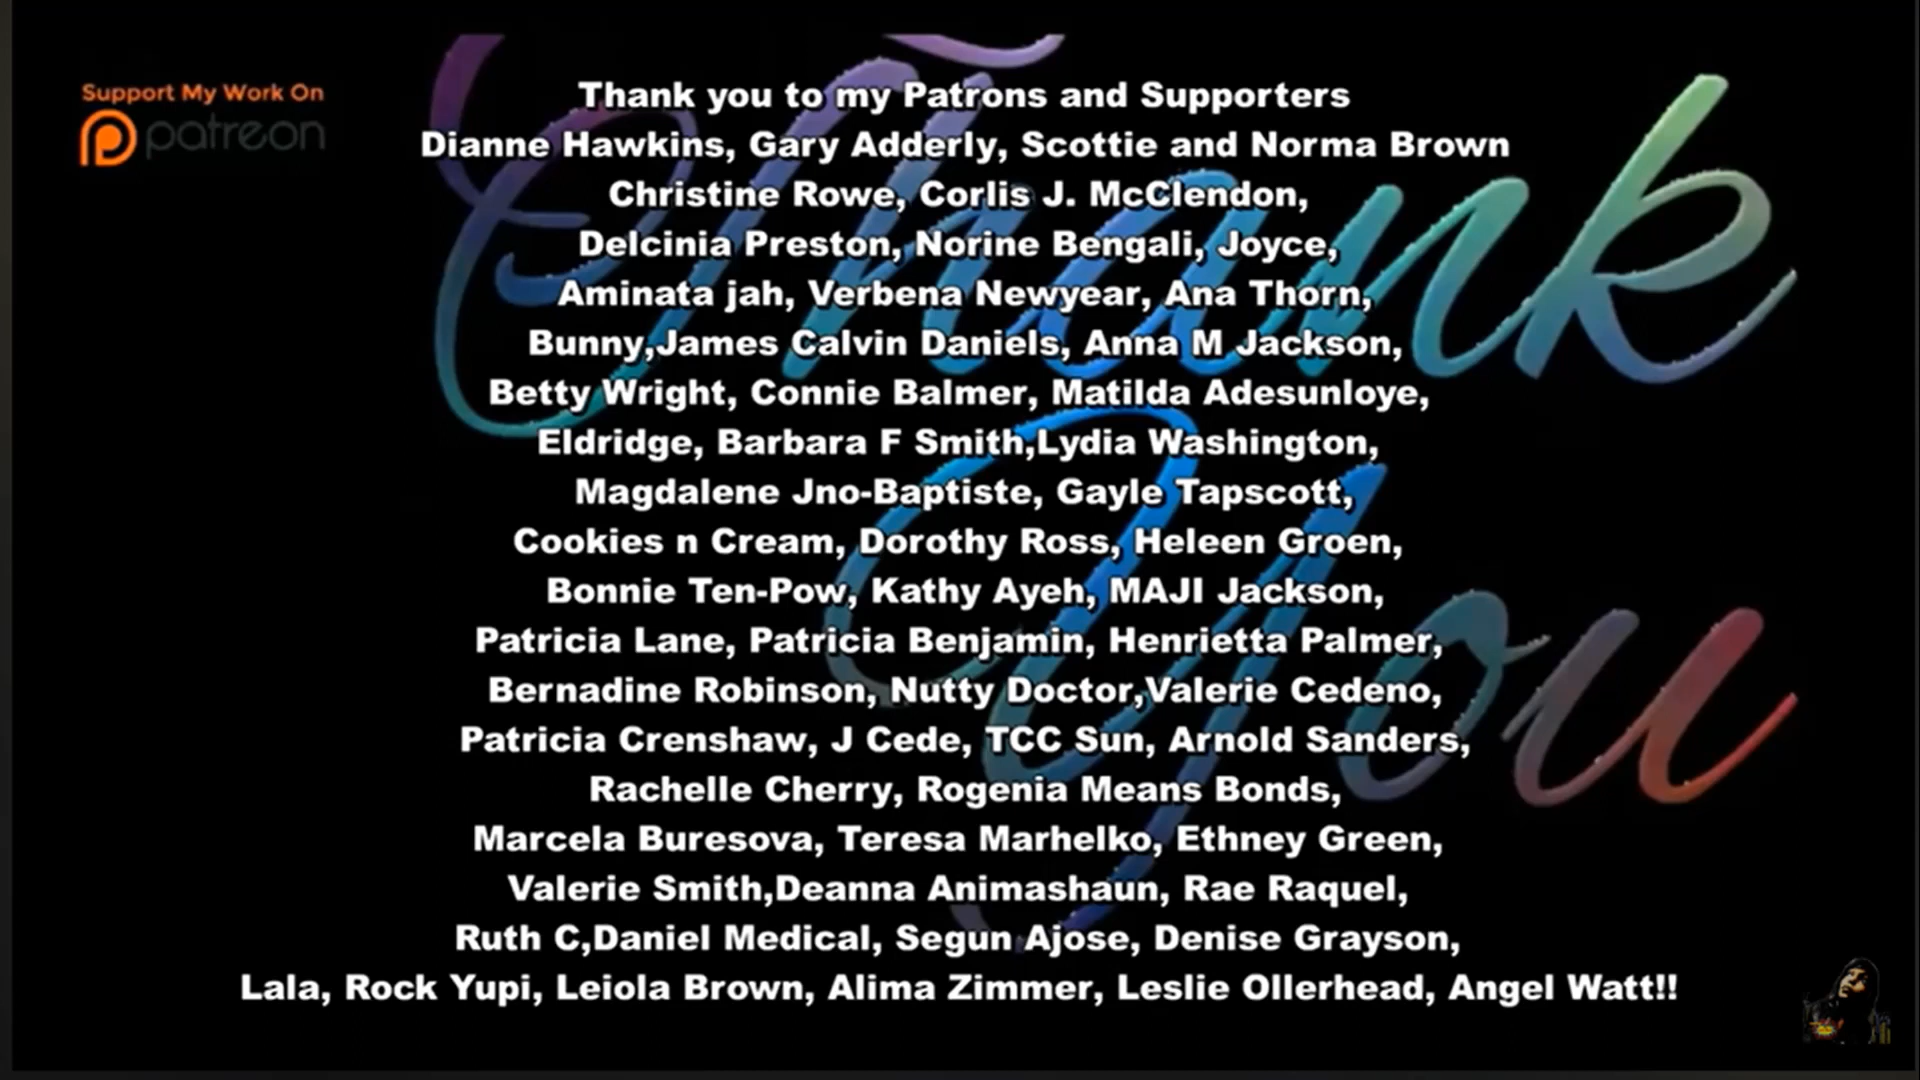 Support My Work On
patreon
Thank you to my Patrons and Supporters
Dianne Hawkins, Gary Adderly, Scottie and Norma Brown
Christine Rowe, Corlis J. McClendon,
Delcinia Preston, Norine Bengali, Joyce,
Aminata jah, Verbena Newyear, Ana Thorn,
Bunny,James Calvin Daniels, Anna M Jackson,
Betty Wright, Connie Balmer, Matilda Adesunloye,
Eldridge, Barbara F Smith,Lydia Washington,
Magdalene Jno-Baptiste, Gayle Tapscott,
Cookies n Cream, Dorothy Ross, Heleen Groen,
Bonnie Ten-Pow, Kathy Ayeh, MAJI Jackson,
Patricia Lane, Patricia Benjamin, Henrietta Palmer,
Bernadine Robinson, Nutty Doctor,Valerie Cedeno,
Patricia Crenshaw, J Cede, TCC Sun, Arnold Sanders,
Rachelle Cherry, Rogenia Means Bonds,
Marcela Buresova, Teresa Marhelko, Ethney Green,
Valerie Smith,Deanna Animashaun, Rae Raquel,
Ruth C,Daniel Medical, Segun Ajose, Denise Grayson,
Lala, Rock Yupi, Leiola Brown, Alima Zimmer, Leslie Ollerhead, Angel Watt!!
Thank
You